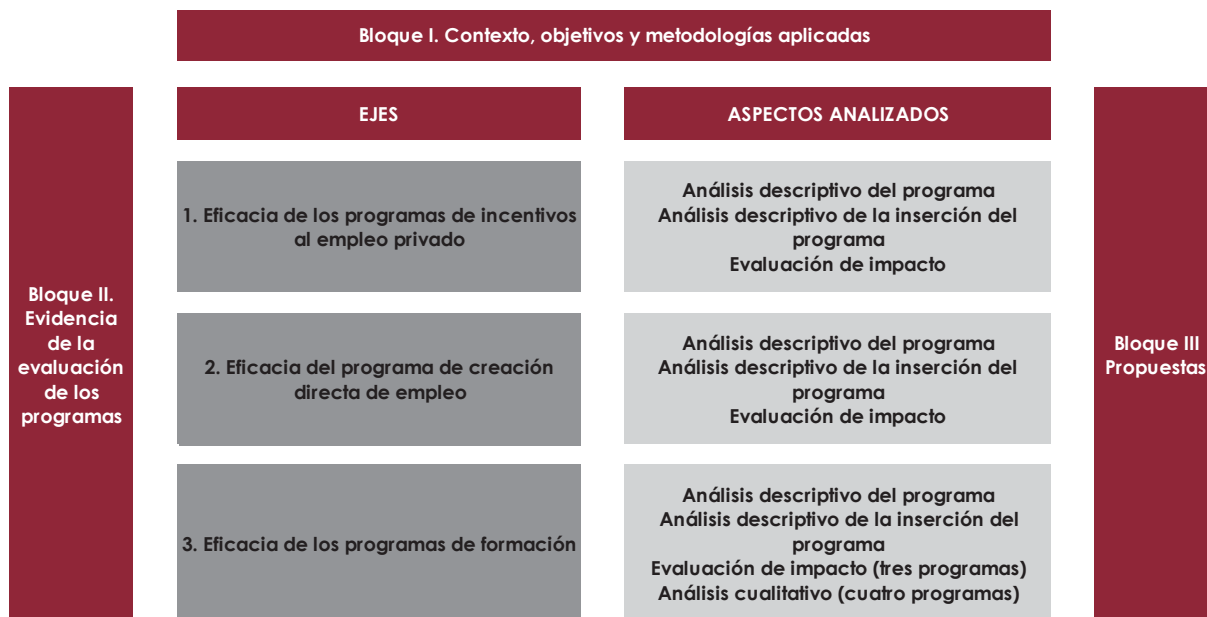 Bloque I. Contexto, objetivos y metodologías aplicadas
Bloque II.
Evidencia
de la
evaluación
de los
programas
EJES
ASPECTOS ANALIZADOS
1. Eficacia de los programas de incentivos
al empleo privado
Análisis descriptivo del programa
Análisis descriptivo de la inserción del
programa
Evaluación de impacto
2. Eficacia del programa de creación
directa de empleo
Análisis descriptivo del programa
Análisis descriptivo de la inserción del
programa
Evaluación de impacto
3. Eficacia de los programas de formación
Análisis descriptivo del programa
Análisis descriptivo de la inserción del
programa
Evaluación de impacto (tres programas)
Análisis cualitativo (cuatro programas)
Bloque III
Propuestas